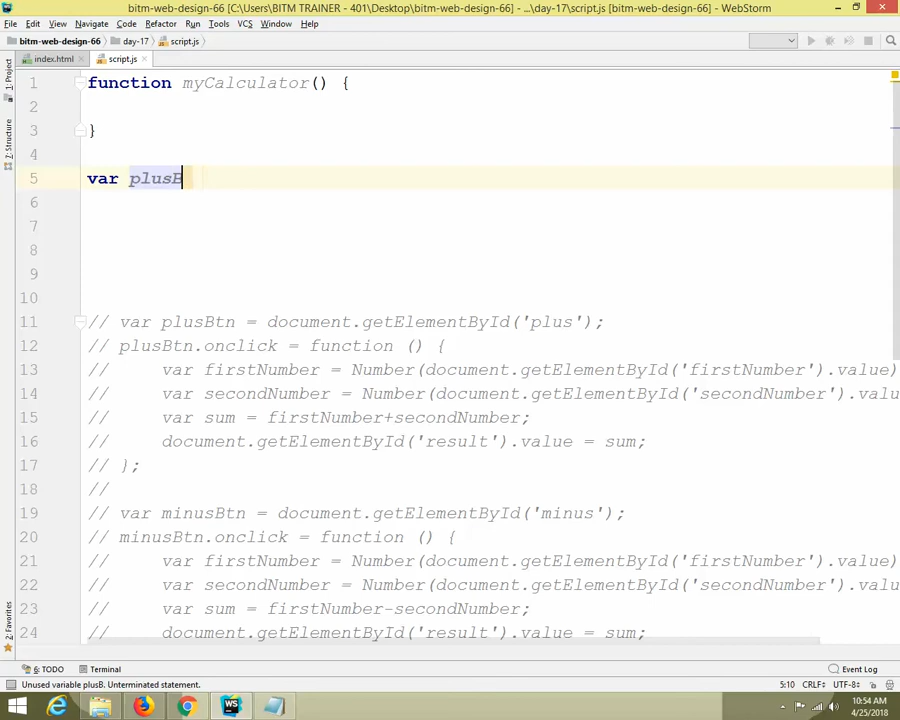 bitm-web-design-66 [C:\Users\BITM TRAINER - 401\Desktop\bitm-web-design-66] - ...\day-17\script.js [bitm-web-design-66] - WebStorm
File Edit View Navigate Code Refactor Run Tools VCS Window Help
bitm-web-design-66 day-17 script.js
index.html script.js
1: Project
7: Structure
2: Favorites
1 function myCalculator() {
2
3 }
4
5 var plusB
6
7
8
9
10
11 // var plusBtn = document.getElementById('plus');
12 // plusBtn.onclick = function () {
13 //     var firstNumber = Number(document.getElementById('firstNumber').value)
14 //     var secondNumber = Number(document.getElementById('secondNumber').valu
15 //     var sum = firstNumber+secondNumber;
16 //     document.getElementById('result').value = sum;
17 // };
18 //
19 // var minusBtn = document.getElementById('minus');
20 // minusBtn.onclick = function () {
21 //     var firstNumber = Number(document.getElementById('firstNumber').value)
22 //     var secondNumber = Number(document.getElementById('secondNumber').valu
23 //     var sum = firstNumber-secondNumber;
24 //     document.getElementById('result').value = sum;
6: TODO Terminal Event Log
Unused variable plusB. Unterminated statement. 5:10 CRLF÷ UTF-8÷
WS 10:54 AM
4/25/2018